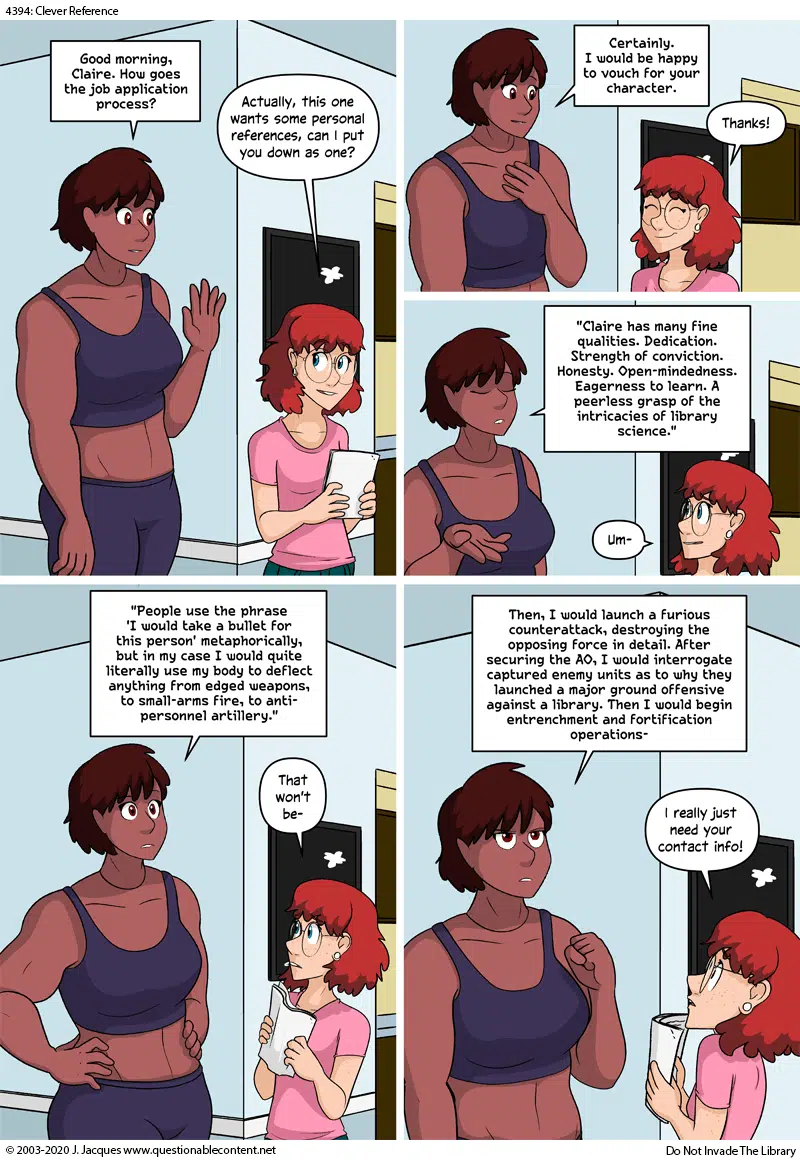 4394: Clever Reference
Good morning,
Claire. How goes
the job application
process?
Actually, this one
wants some personal
references, can I put
you down as one?
Certainly.
I would be happy
to vouch for your
character.
Thanks!
"Claire has many fine
qualities. Dedication.
Strength of conviction.
Honesty. Open-mindedness.
Eagerness to learn. A
peerless grasp of the
intricacies of library
science."
Um-
"People use the phrase
'I would take a bullet for
this person' metaphorically,
but in my case I would quite
literally use my body to deflect
anything from edged weapons,
to small-arms fire, to anti-
personnel artillery."
That
won't
be-
Then, I would launch a furious
counterattack, destroying the
opposing force in detail. After
securing the AO, I would interrogate
captured enemy units as to why they
launched a major ground offensive
against a library. Then I would begin
entrenchment and fortification
operations-
I really just
need your
contact info!
© 2003-2020 J. Jacques www.questionablecontent.net
Do Not Invade The Library